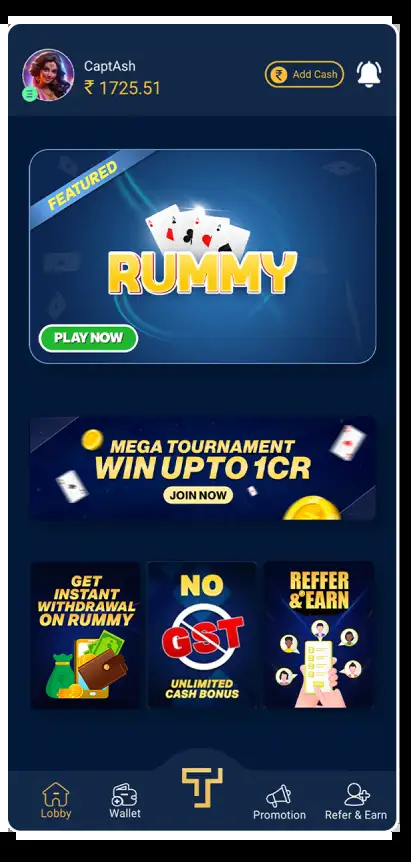 CaptAsh
₹ 1725.51
₹ Add Cash
FEATURED
RUMMY
PLAY NOW
MEGA TOURNAMENT
WIN UPTO 1CR
JOIN NOW
GET
INSTANT
WITHDRAWAL
ON RUMMY
NO
GST
UNLIMITED
CASH BONUS
REFFER
&EARN
Lobby
Wallet
Promotion
Refer & Earn